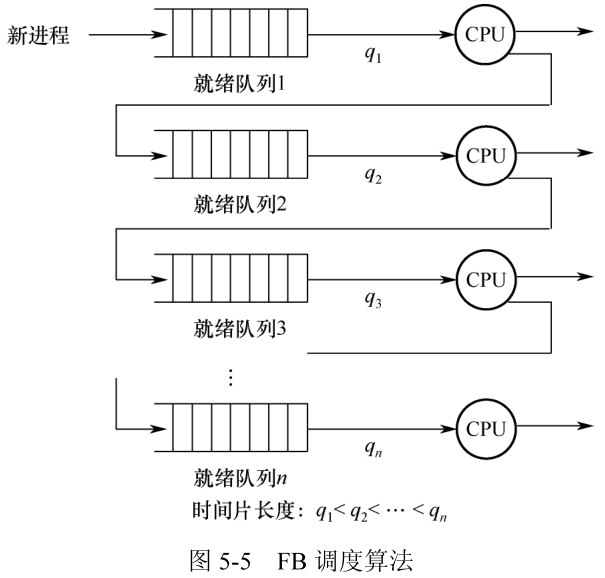 新进程
CPU
q1
就绪队列1
CPU
q2
就绪队列2
CPU
q3
就绪队列3
⋮
CPU
qn
就绪队列n
时间片长度：q1< q2< ⋯ < qn
图 5-5 FB 调度算法